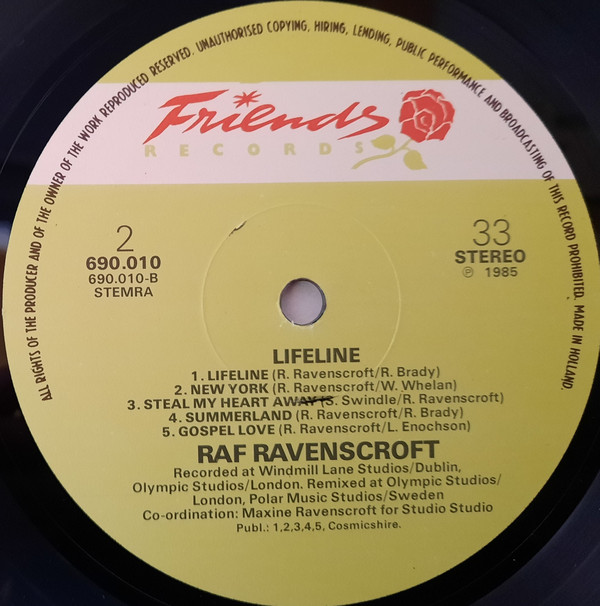 ALL RIGHTS OF THE PRODUCER AND OF THE OWNER OF THE WORK REPRODUCED RESERVED. UNAUTHORISED COPYING, HIRING, LENDING, PUBLIC PERFORMANCE AND BROADCASTING OF THIS RECORD PROHIBITED. MADE IN HOLLAND.
Friends
RECORDS
2
690.010
690.010-B
STEMRA
33
STEREO
℗ 1985
LIFELINE
1. LIFELINE (R. Ravenscroft/R. Brady)
2. NEW YORK (R. Ravenscroft/W. Whelan)
3. STEAL MY HEART AWAY (S. Swindle/R. Ravenscroft)
4. SUMMERLAND (R. Ravenscroft/R. Brady)
5. GOSPEL LOVE (R. Ravenscroft/L. Enochson)
RAF RAVENSCROFT
Recorded at Windmill Lane Studios/Dublin,
Olympic Studios/London. Remixed at Olympic Studios/
London, Polar Music Studios/Sweden
Co-ordination: Maxine Ravenscroft for Studio Studio
Publ.: 1,2,3,4,5, Cosmicshire.